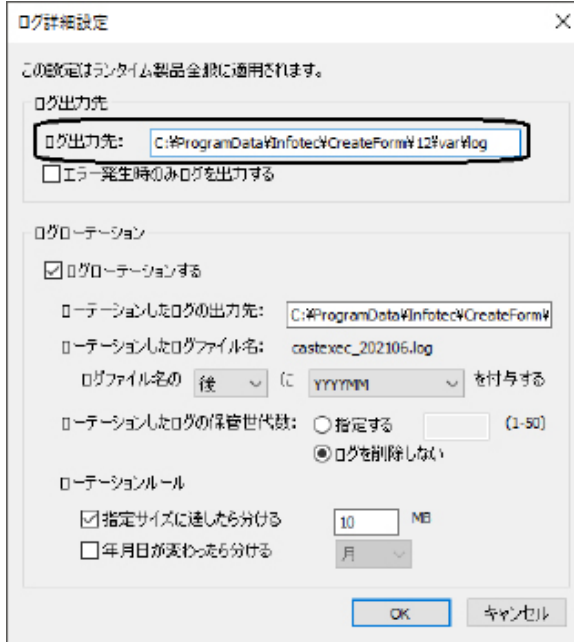 ログ詳細設定
この設定はランタイム製品全般に適用されます。
ログ出力先
ログ出力先: C:¥ProgramData¥Infotec¥CreateForm¥12¥var¥log
エラー発生時のみログを出力する
ログローテーション
ログローテーションする
ローテーションしたログの出力先: C:¥ProgramData¥Infotec¥CreateForm¥
ローテーションしたログファイル名: castexec_202106.log
ログファイル名の 後 に YYYYMM を付与する
ローテーションしたログの保管世代数: 指定する (1-50)
ログを削除しない
ローテーションルール
指定サイズに達したら分ける 10 MB
年月日が変わったら分ける 月
OK キャンセル